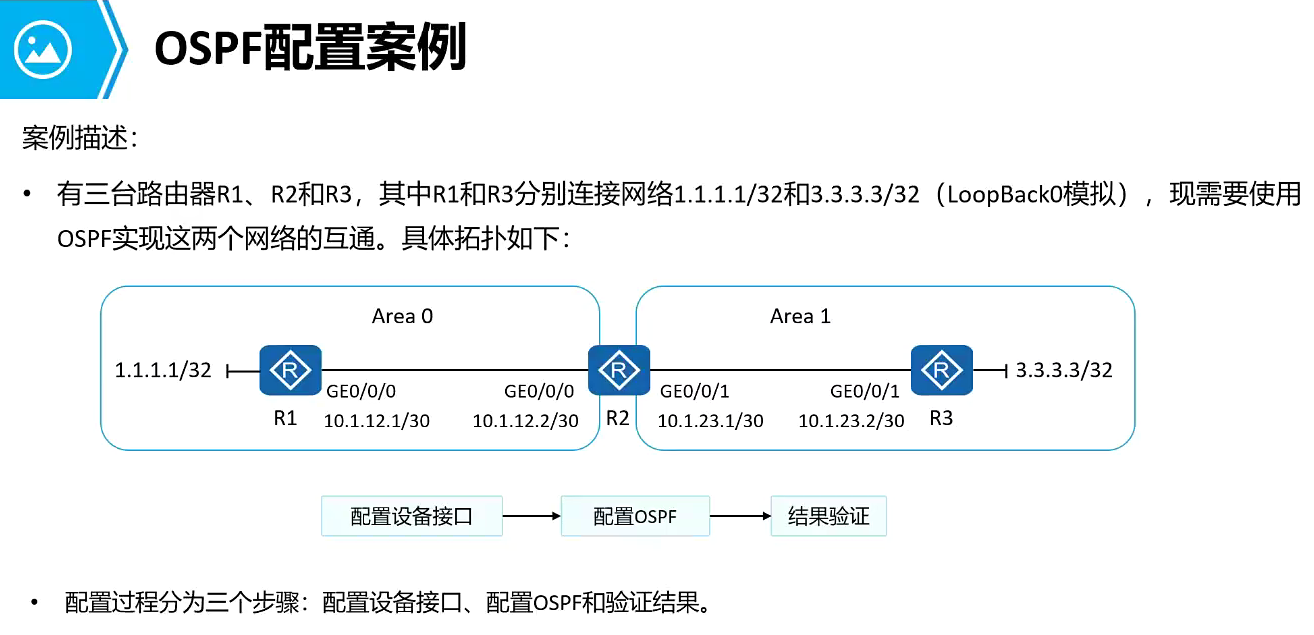 OSPF配置案例
案例描述：
• 有三台路由器R1、R2和R3，其中R1和R3分别连接网络1.1.1.1/32和3.3.3.3/32（LoopBack0模拟），现需要使用
OSPF实现这两个网络的互通。具体拓扑如下：
Area 0
Area 1
1.1.1.1/32
R
R
R
3.3.3.3/32
GE0/0/0
GE0/0/0
GE0/0/1
GE0/0/1
R1
10.1.12.1/30
10.1.12.2/30
R2
10.1.23.1/30
10.1.23.2/30
R3
配置设备接口
配置OSPF
结果验证
• 配置过程分为三个步骤：配置设备接口、配置OSPF和验证结果。